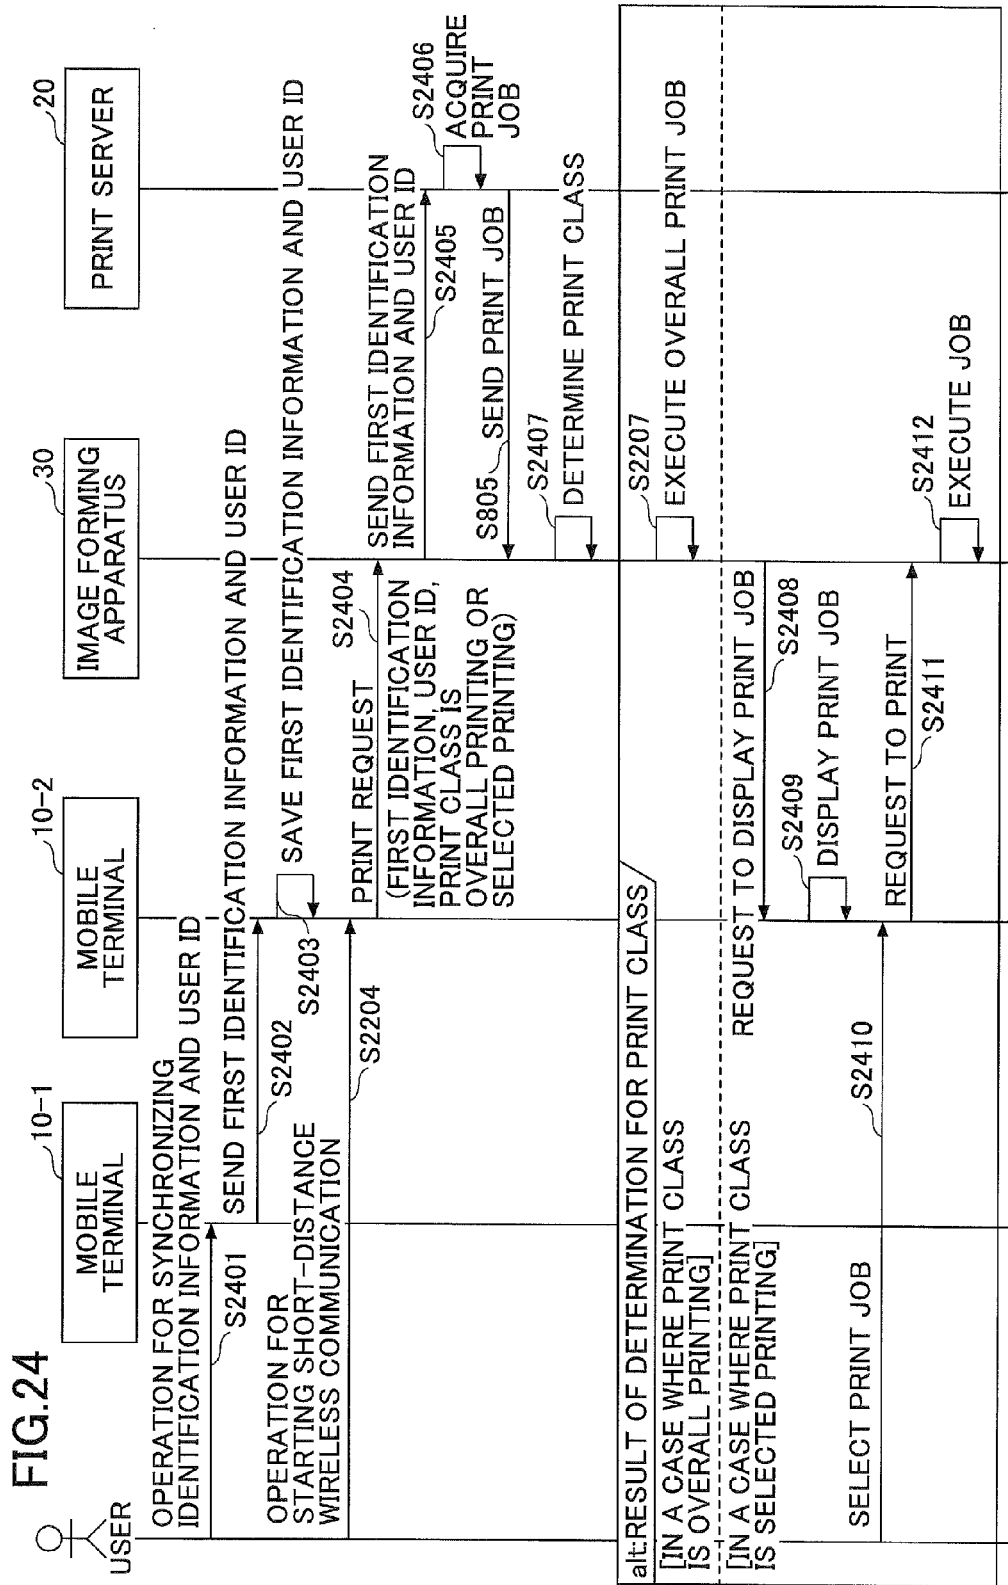 FIG.24
USER
10-1
MOBILE
TERMINAL
10-2
MOBILE
TERMINAL
30
IMAGE FORMING
APPARATUS
20
PRINT SERVER
OPERATION FOR SYNCHRONIZING
IDENTIFICATION INFORMATION AND USER ID
S2401
SEND FIRST IDENTIFICATION INFORMATION AND USER ID
S2402
SAVE FIRST IDENTIFICATION INFORMATION AND USER ID
S2403
OPERATION FOR
STARTING SHORT-DISTANCE
WIRELESS COMMUNICATION
S2204
PRINT REQUEST
(FIRST IDENTIFICATION
INFORMATION, USER ID,
PRINT CLASS IS
OVERALL PRINTING OR
SELECTED PRINTING)
S2404
SEND FIRST IDENTIFICATION
INFORMATION AND USER ID
S2405
S2406
ACQUIRE
PRINT
JOB
S805
SEND PRINT JOB
S2407
DETERMINE PRINT CLASS
alt:RESULT OF DETERMINATION FOR PRINT CLASS
[IN A CASE WHERE PRINT CLASS
IS OVERALL PRINTING]
S2207
EXECUTE OVERALL PRINT JOB
[IN A CASE WHERE PRINT CLASS
IS SELECTED PRINTING]
REQUEST TO DISPLAY PRINT JOB
S2408
S2409
DISPLAY PRINT JOB
SELECT PRINT JOB
S2410
REQUEST TO PRINT
S2411
S2412
EXECUTE JOB